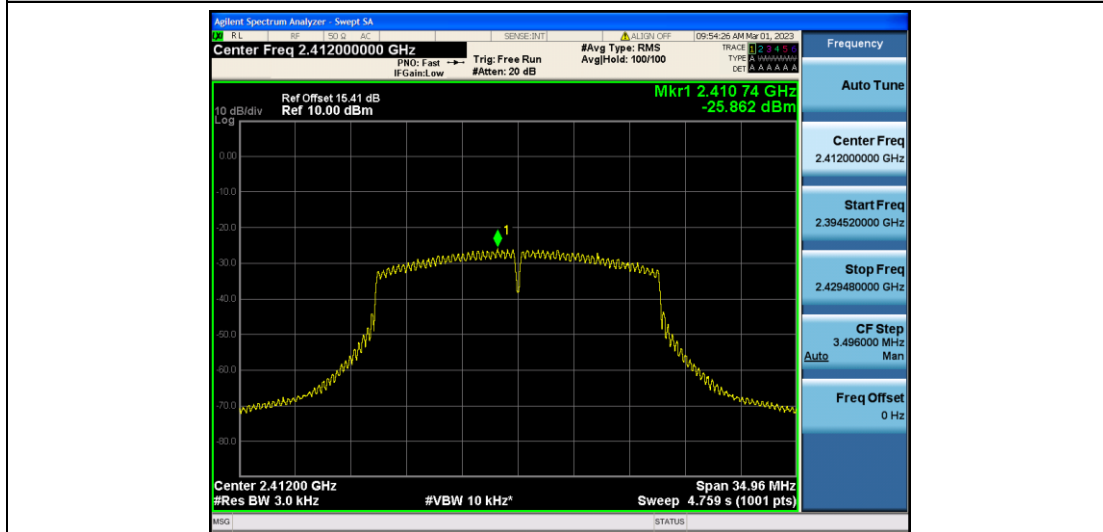 Agilent Spectrum Analyzer - Swept SA
RL RF 50 Ω AC SENSE:INT ALIGN OFF 09:54:26 AM Mar 01, 2023
Center Freq 2.412000000 GHz
PNO: Fast
IFGain:Low
Trig: Free Run
#Atten: 20 dB
#Avg Type: RMS
Avg|Hold: 100/100
TRACE 1 2 3 4 5 6
TYPE A
DET A A A A A A
Frequency
Mkr1 2.410 74 GHz
-25.862 dBm
Ref Offset 15.41 dB
10 dB/div Ref 10.00 dBm
Log
0.00
-10.0
-20.0
-30.0
-40.0
-50.0
-60.0
-70.0
-80.0
1
Center 2.41200 GHz Span 34.96 MHz
#Res BW 3.0 kHz #VBW 10 kHz* Sweep 4.759 s (1001 pts)
MSG STATUS
Auto Tune
Center Freq
2.412000000 GHz
Start Freq
2.394520000 GHz
Stop Freq
2.429480000 GHz
CF Step
3.496000 MHz
Auto Man
Freq Offset
0 Hz